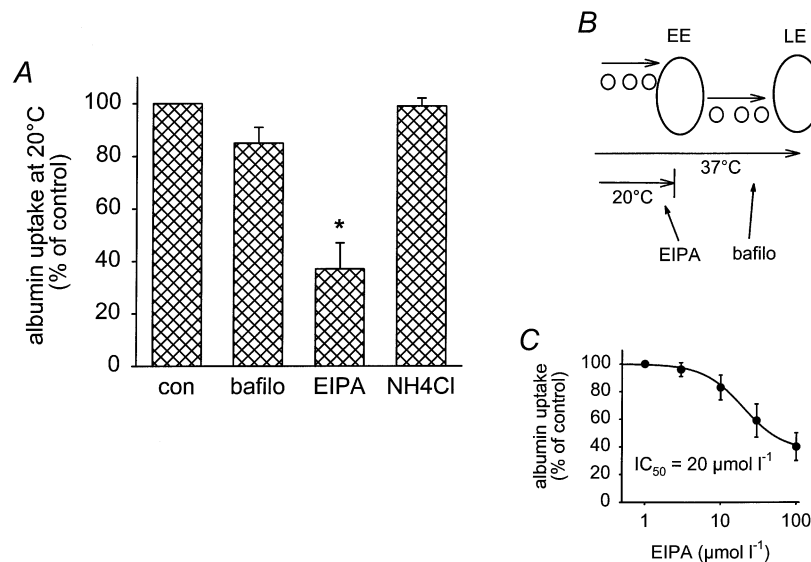 A
albumin uptake at 20°C
(% of control)
100
80
60
40
20
0
*
con bafilo EIPA NH4Cl
B
EE LE
37°C
20°C
EIPA bafilo
C
albumin uptake
(% of control)
100
80
60
40
20
0
IC50 = 20 µmol l-1
1 10 100
EIPA (µmol l-1)